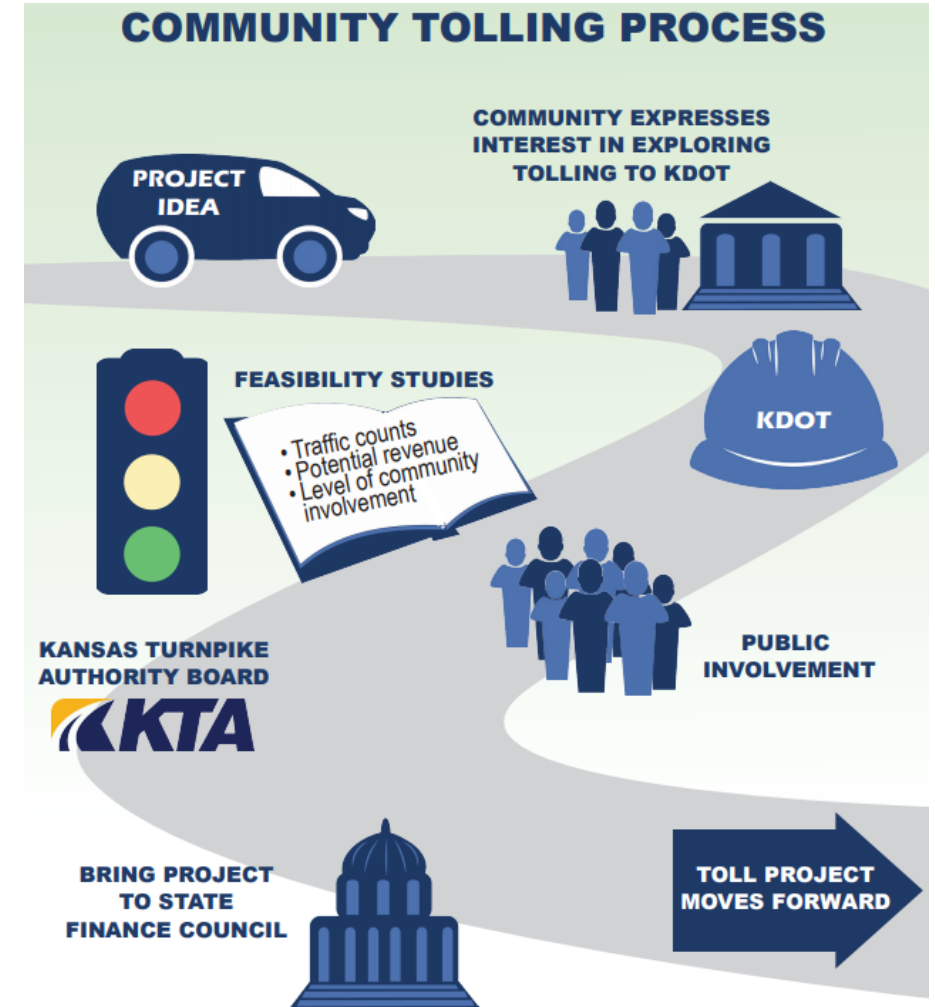 COMMUNITY TOLLING PROCESS
PROJECT
IDEA
COMMUNITY EXPRESSES
INTEREST IN EXPLORING
TOLLING TO KDOT
KDOT
FEASIBILITY STUDIES
• Traffic counts
• Potential revenue
• Level of community
involvement
PUBLIC
INVOLVEMENT
KANSAS TURNPIKE
AUTHORITY BOARD
KTA
BRING PROJECT
TO STATE
FINANCE COUNCIL
TOLL PROJECT
MOVES FORWARD